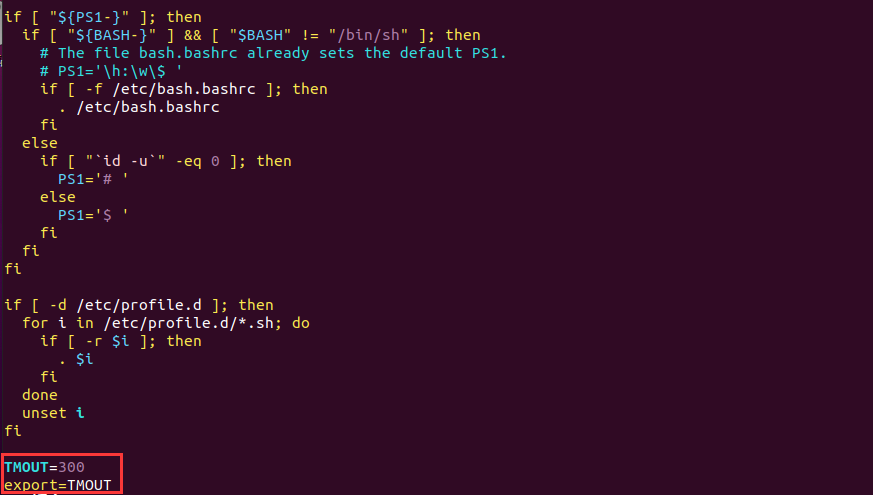 if [ "${PS1-}" ]; then
if [ "${BASH-}" ] && [ "$BASH" != "/bin/sh" ]; then
# The file bash.bashrc already sets the default PS1.
# PS1='\h:\w\$ '
if [ -f /etc/bash.bashrc ]; then
. /etc/bash.bashrc
fi
else
if [ "`id -u`" -eq 0 ]; then
PS1='# '
else
PS1='$ '
fi
fi
fi
if [ -d /etc/profile.d ]; then
for i in /etc/profile.d/*.sh; do
if [ -r $i ]; then
. $i
fi
done
unset i
fi
TMOUT=300
export=TMOUT